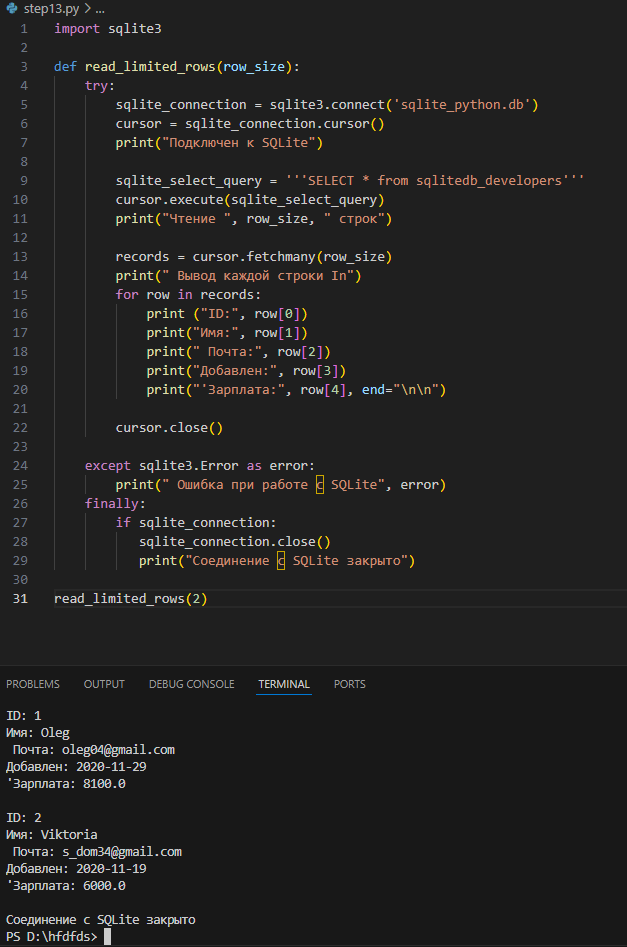 step13.py > ...
1 import sqlite3
2
3 def read_limited_rows(row_size):
4     try:
5         sqlite_connection = sqlite3.connect('sqlite_python.db')
6         cursor = sqlite_connection.cursor()
7         print("Подключен к SQLite")
8
9         sqlite_select_query = '''SELECT * from sqlitedb_developers'''
10         cursor.execute(sqlite_select_query)
11         print("Чтение ", row_size, " строк")
12
13         records = cursor.fetchmany(row_size)
14         print(" Вывод каждой строки In")
15         for row in records:
16             print ("ID:", row[0])
17             print("Имя:", row[1])
18             print(" Почта:", row[2])
19             print("Добавлен:", row[3])
20             print("'Зарплата:", row[4], end="\n\n")
21
22         cursor.close()
23
24     except sqlite3.Error as error:
25         print(" Ошибка при работе с SQLite", error)
26     finally:
27         if sqlite_connection:
28            sqlite_connection.close()
29            print("Соединение с SQLite закрыто")
30
31 read_limited_rows(2)
PROBLEMS OUTPUT DEBUG CONSOLE TERMINAL PORTS
ID: 1
Имя: Oleg
 Почта: oleg04@gmail.com
Добавлен: 2020-11-29
'Зарплата: 8100.0
ID: 2
Имя: Viktoria
 Почта: s_dom34@gmail.com
Добавлен: 2020-11-19
'Зарплата: 6000.0
Соединение с SQLite закрыто
PS D:\hfdfds>